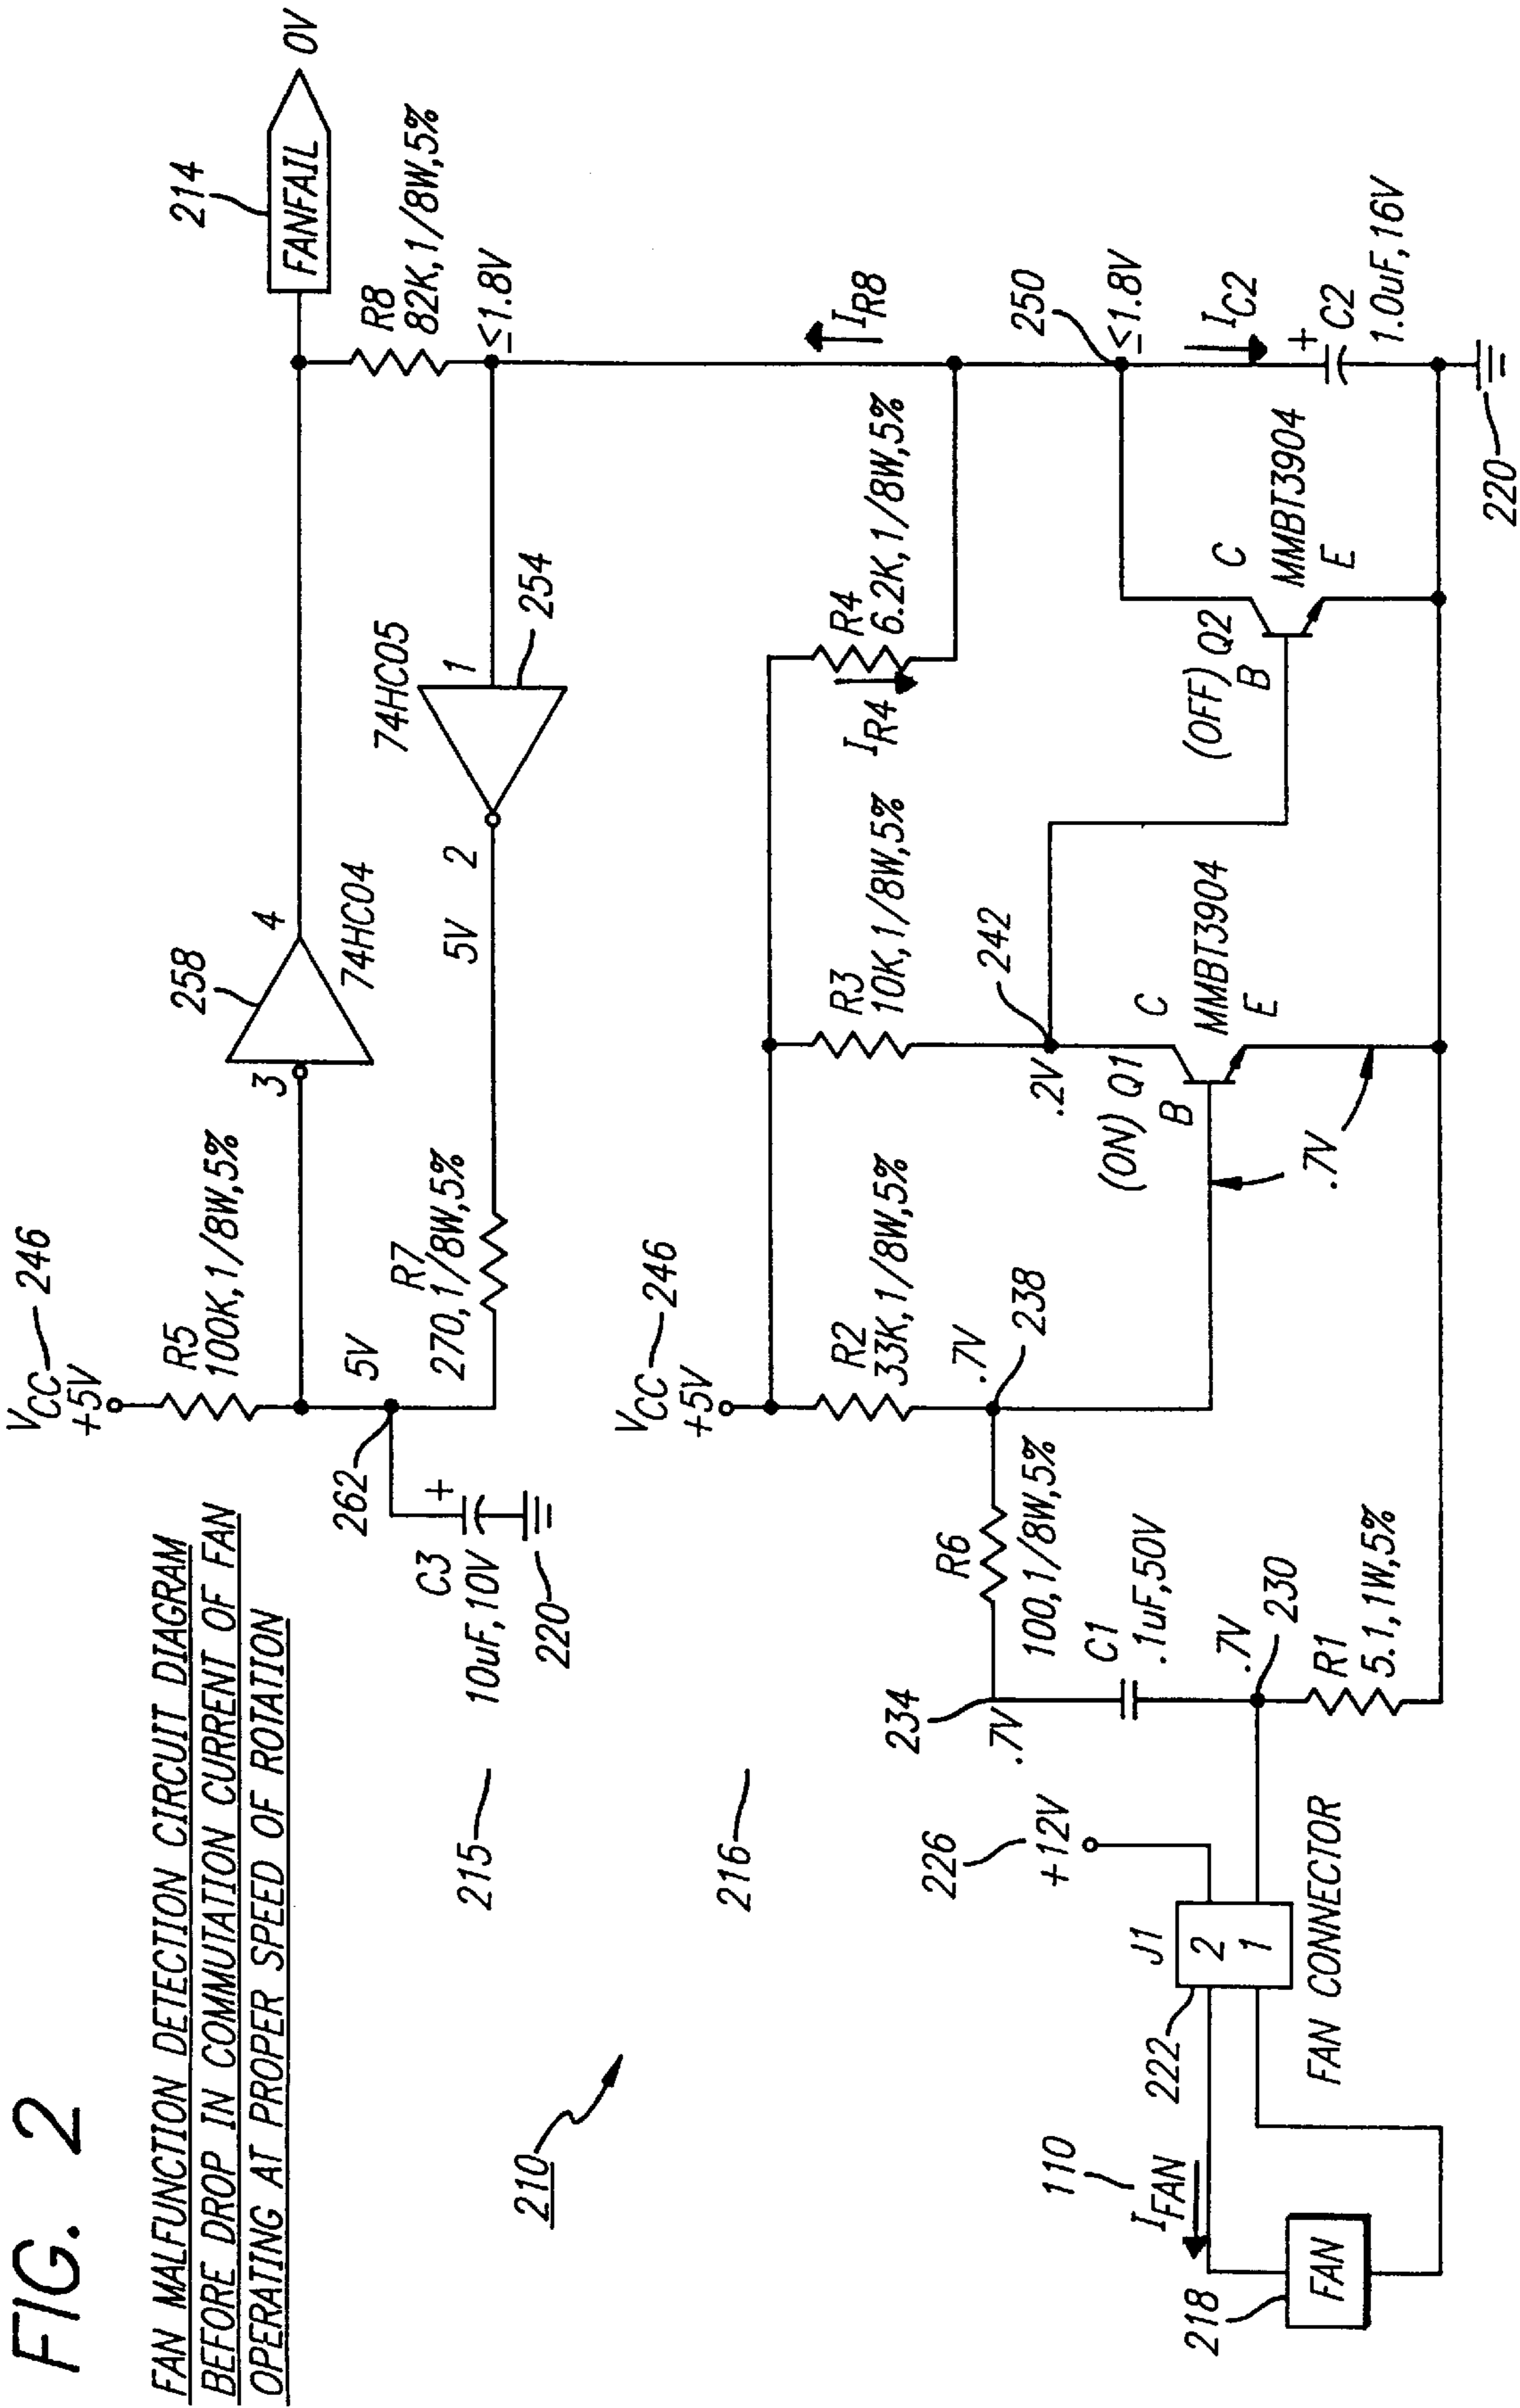 FIG. 2
FAN MALFUNCTION DETECTION CIRCUIT DIAGRAM
BEFORE DROP IN COMMUTATION CURRENT OF FAN
OPERATING AT PROPER SPEED OF ROTATION
VCC 246
+5V
R5
100K,1/8W,5%
258
4
3
74HC04
214
FANFAIL
0V
R8
82K,1/8W,5%
≤1.8V
262
5V
R7
270,1/8W,5%
5V
2
74HC05
1
254
C3
+
10uF,10V
220
215
216
210
VCC 246
+5V
R2
33K,1/8W,5%
.7V
238
R3
10K,1/8W,5%
R4
6.2K,1/8W,5%
IR4
IR8
242
.2V
250
≤1.8V
IC2
+
C2
1.0uF,16V
(ON) Q1
B
C
MMBT3904
E
.7V
(OFF) Q2
B
C
MMBT3904
E
220
R6
100,1/8W,5%
234
.7V
C1
.1uF,50V
.7V
230
R1
5.1,1W,5%
226
+12V
J1
2
1
222
FAN CONNECTOR
110
IFAN
218
FAN